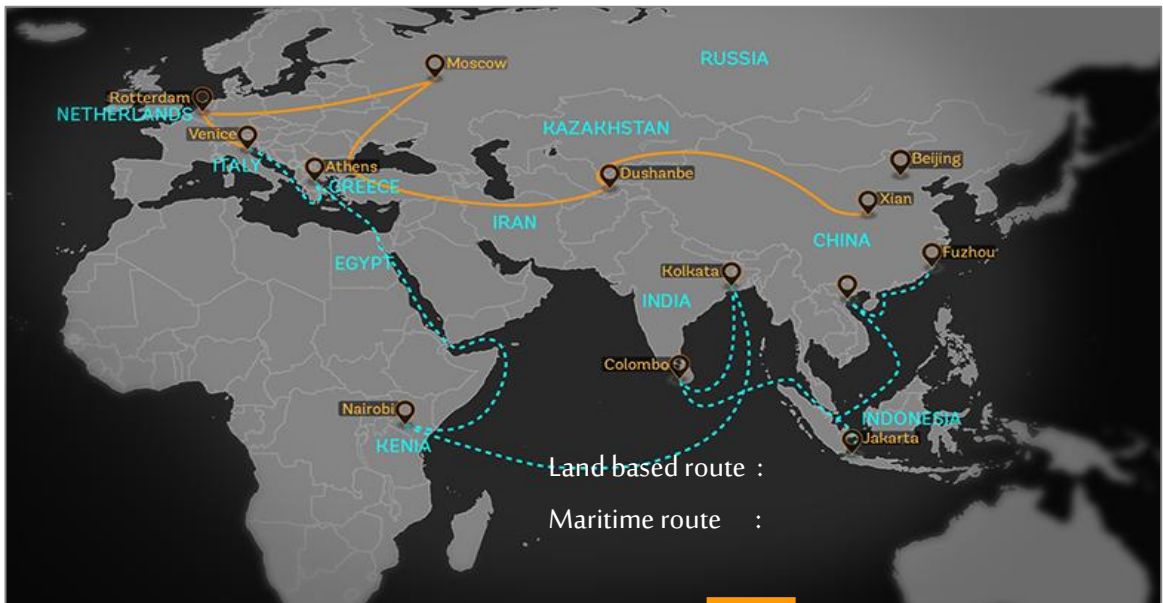 Moscow
RUSSIA
Rotterdam
NETHERLANDS
KAZAKHSTAN
Venice
ITALY
Athens
GREECE
Dushanbe
Beijing
Xian
IRAN
CHINA
EGYPT
Fuzhou
Kolkata
INDIA
Colombo
Nairobi
KENIA
INDONESIA
Jakarta
Land based route :
Maritime route :